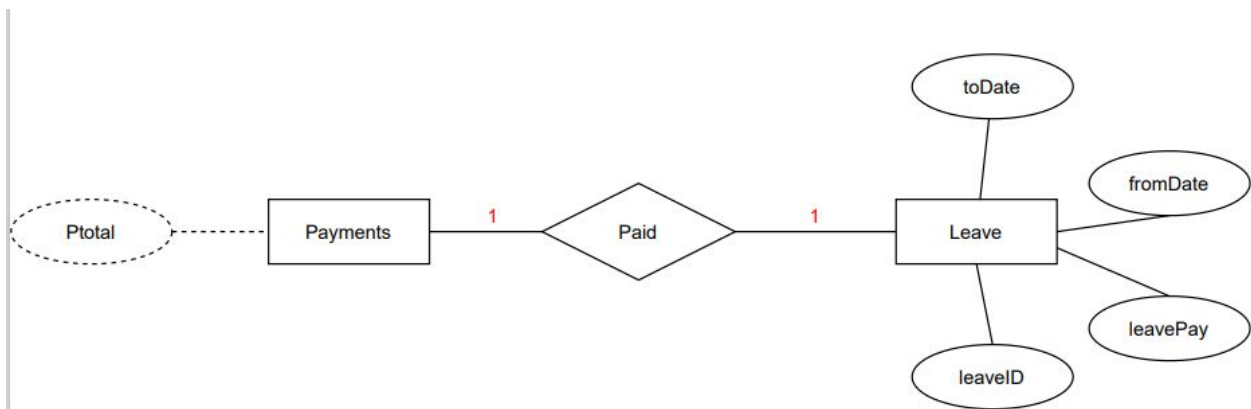 toDate
fromDate
Ptotal
Payments
1
Paid
1
Leave
leavePay
leaveID